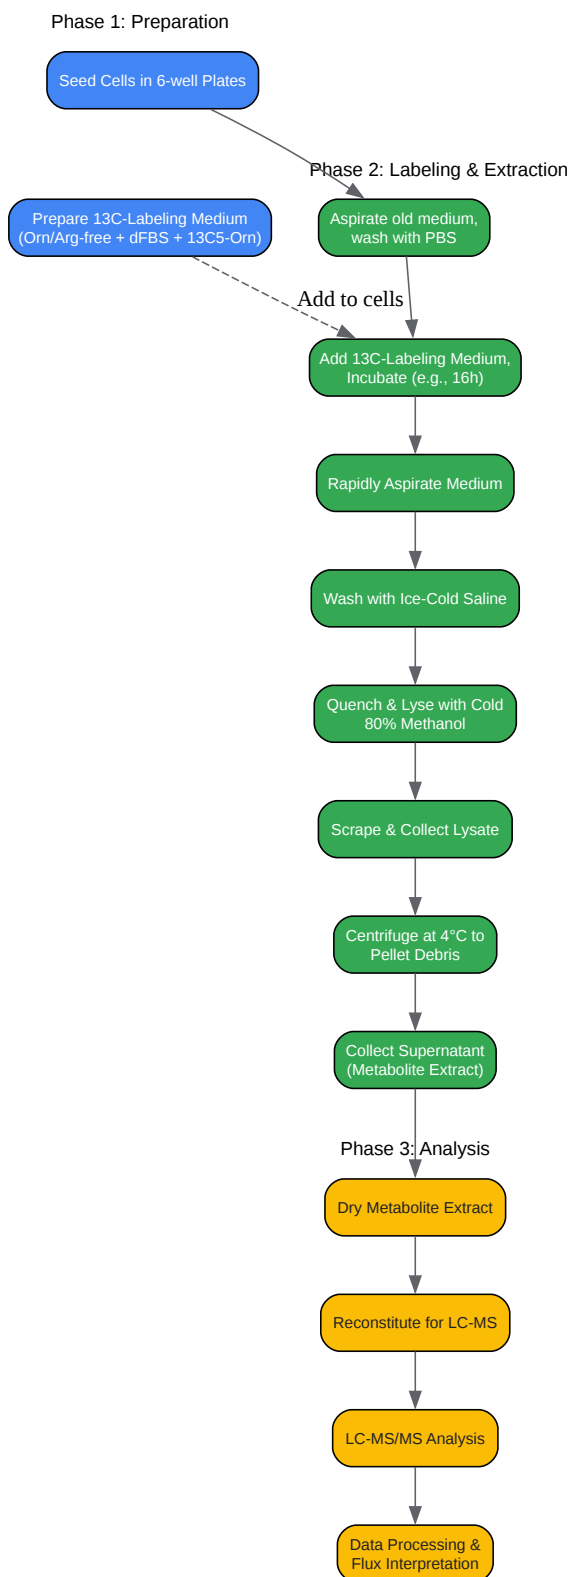 Phase 1: Preparation
Seed Cells in 6-well Plates
Phase 2: Labeling & Extraction
Prepare 13C-Labeling Medium
(Orn/Arg-free + dFBS + 13C5-Orn)
Aspirate old medium,
wash with PBS
Add to cells
Add 13C-Labeling Medium,
Incubate (e.g., 16h)
Rapidly Aspirate Medium
Wash with Ice-Cold Saline
Quench & Lyse with Cold
80% Methanol
Scrape & Collect Lysate
Centrifuge at 4°C to
Pellet Debris
Collect Supernatant
(Metabolite Extract)
Phase 3: Analysis
Dry Metabolite Extract
Reconstitute for LC-MS
LC-MS/MS Analysis
Data Processing &
Flux Interpretation